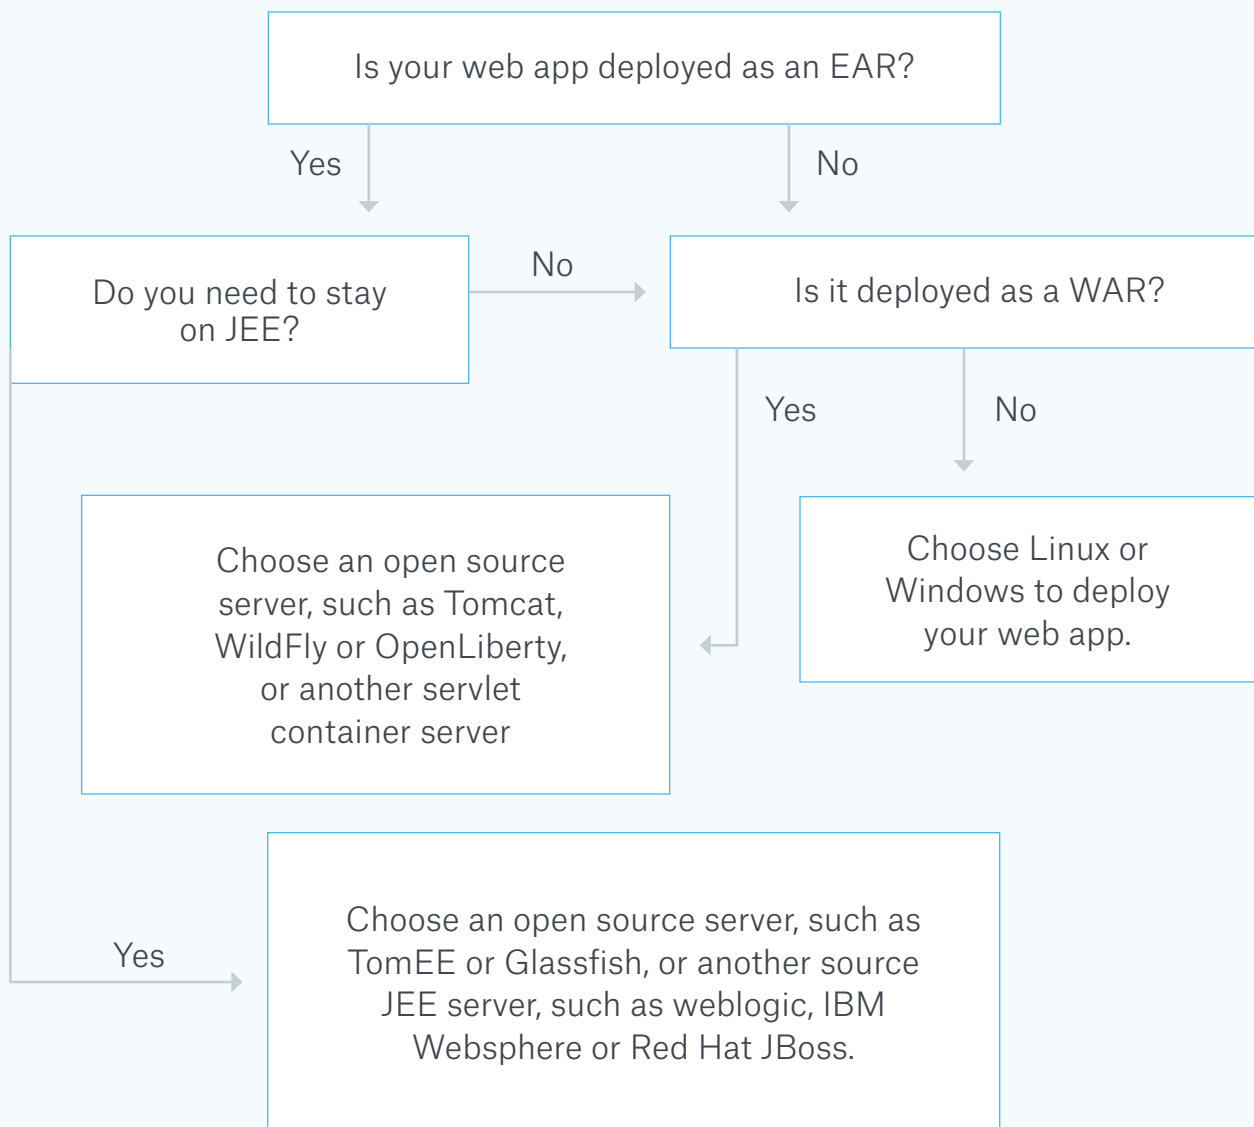 Is your web app deployed as an EAR?
Yes
No
Do you need to stay
on JEE?
No
Is it deployed as a WAR?
Yes
No
Choose an open source
server, such as Tomcat,
WildFly or OpenLiberty,
or another servlet
container server
Choose Linux or
Windows to deploy
your web app.
Yes
Choose an open source server, such as
TomEE or Glassfish, or another source
JEE server, such as weblogic, IBM
Websphere or Red Hat JBoss.